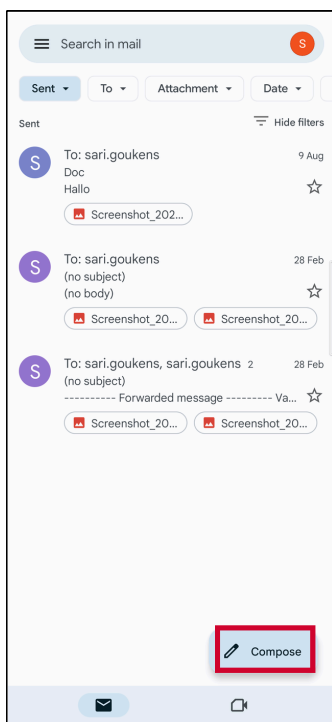 Search in mail
S
Sent To Attachment Date
Sent Hide filters
S
To: sari.goukens 9 Aug
Doc
Hallo
Screenshot_202...
S
To: sari.goukens 28 Feb
(no subject)
(no body)
Screenshot_20... Screenshot_20...
S
To: sari.goukens, sari.goukens 2 28 Feb
(no subject)
---------- Forwarded message --------- Va...
Screenshot_20... Screenshot_20...
Compose